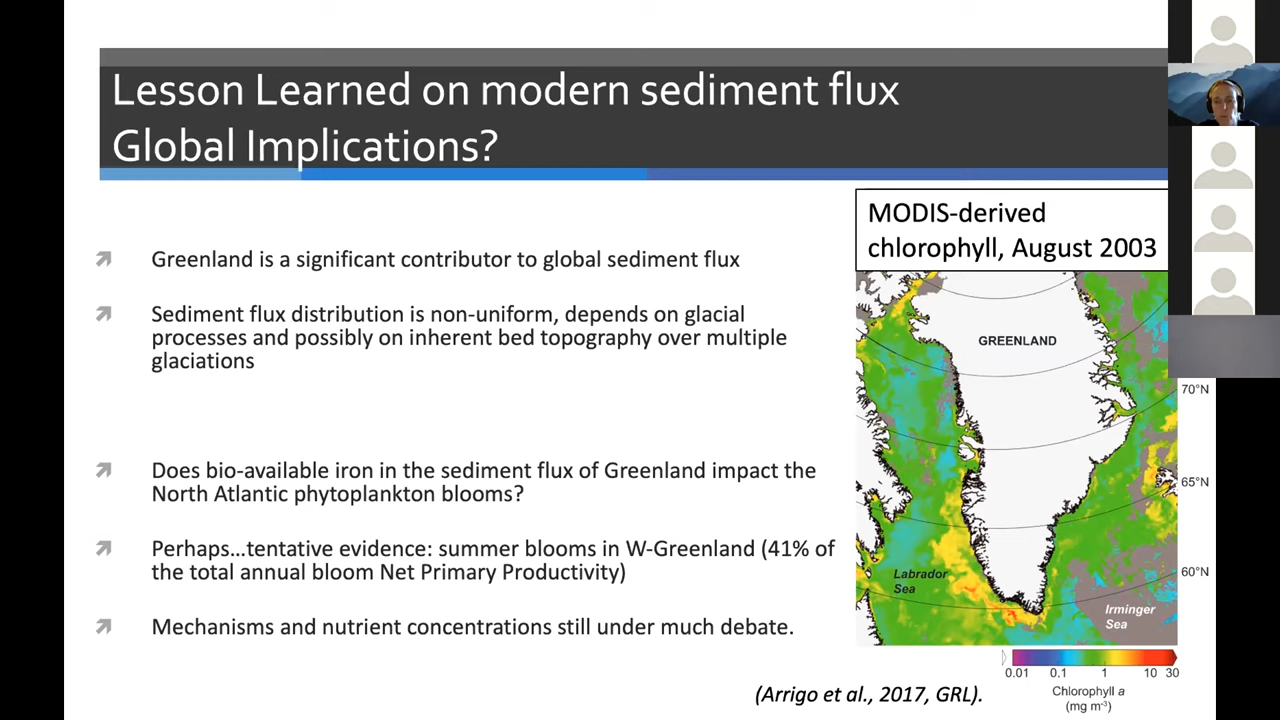 Lesson Learned on modern sediment flux
Global Implications?
MODIS-derived
chlorophyll, August 2003
Greenland is a significant contributor to global sediment flux
Sediment flux distribution is non-uniform, depends on glacial
processes and possibly on inherent bed topography over multiple
glaciations
Does bio-available iron in the sediment flux of Greenland impact the
North Atlantic phytoplankton blooms?
Perhaps…tentative evidence: summer blooms in W-Greenland (41% of
the total annual bloom Net Primary Productivity)
Mechanisms and nutrient concentrations still under much debate.
GREENLAND
70°N
65°N
60°N
Labrador
Sea
Irminger
Sea
0.01 0.1 1 10 30
Chlorophyll a
(mg m-3)
(Arrigo et al., 2017, GRL).